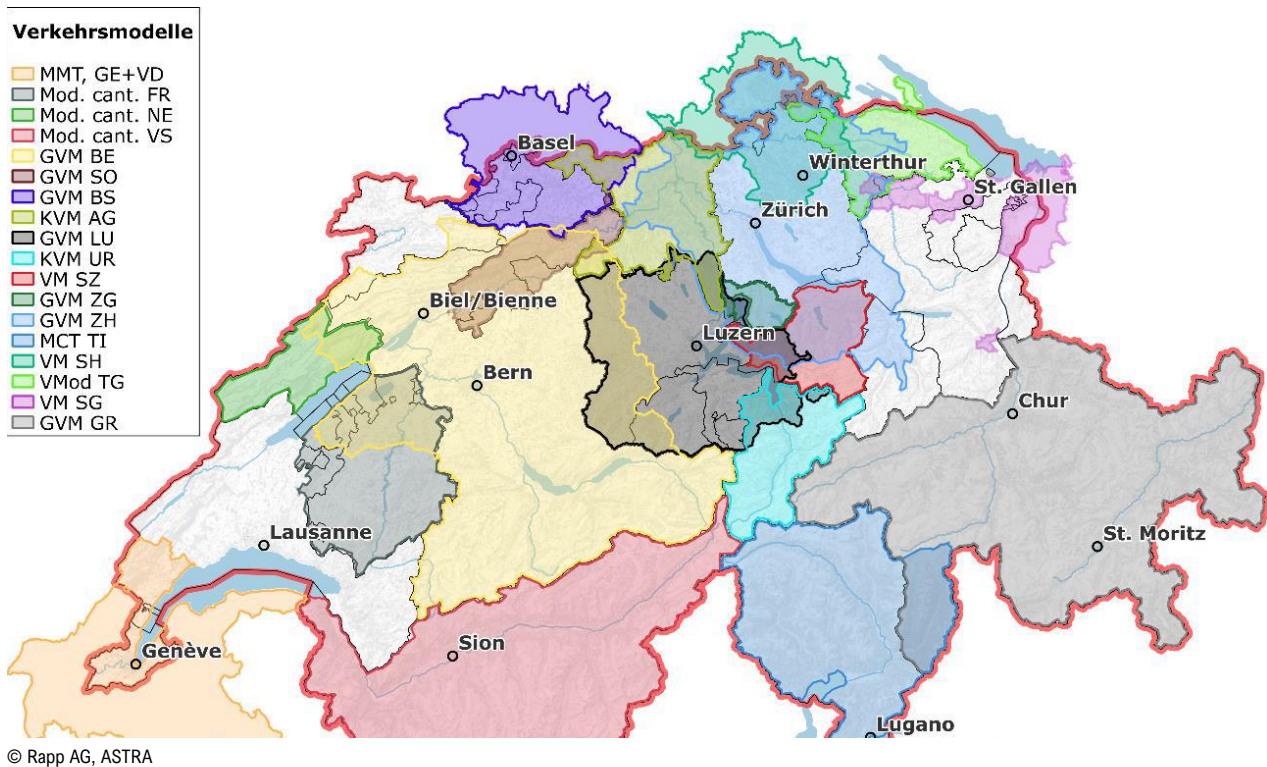 Verkehrsmodelle
MMT, GE+VD
Mod. cant. FR
Mod. cant. NE
Mod. cant. VS
GVM BE
GVM SO
GVM BS
KVM AG
GVM LU
KVM UR
VM SZ
GVM ZG
GVM ZH
MCT TI
VM SH
VMod TG
VM SG
GVM GR
Basel
Winterthur
St. Gallen
Zürich
Biel/Bienne
Luzern
Bern
Chur
Lausanne
St. Moritz
Sion
Genève
Lugano
© Rapp AG, ASTRA